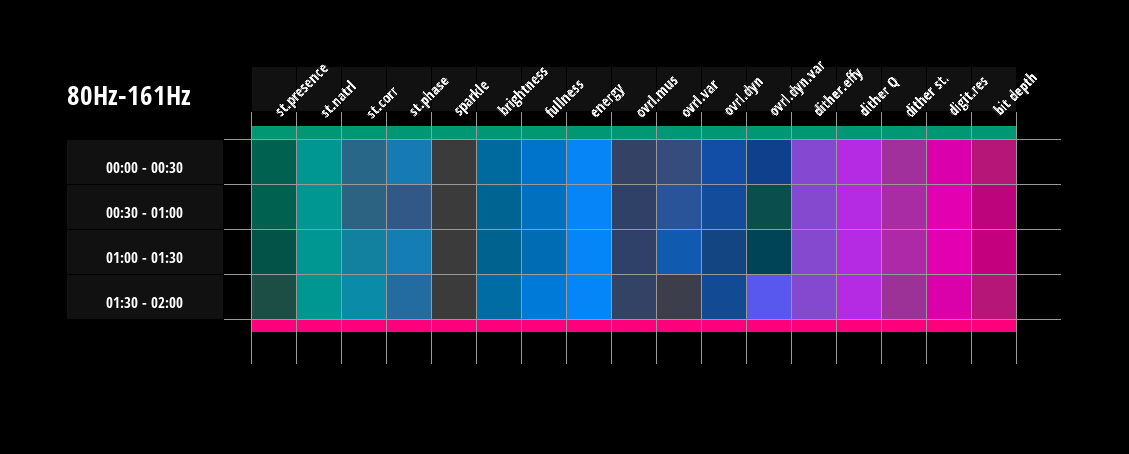 80Hz-161Hz
st.presence
st.natrl
st.corr
st.phase
sparkle
brightness
fullness
energy
ovrl.mus
ovrl.var
ovrl.dyn
ovrl.dyn.var
dither.effy
dither Q
dither st.
digit.res
bit depth
00:00 - 00:30
00:30 - 01:00
01:00 - 01:30
01:30 - 02:00